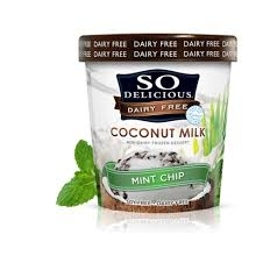 DAIRY FREE DAIRY FREE
SO
DELICIOUS
DAIRY FREE
COCONUT MILK
NON-DAIRY FROZEN DESSERT
MINT CHIP
SOY FREE • DAIRY FREE